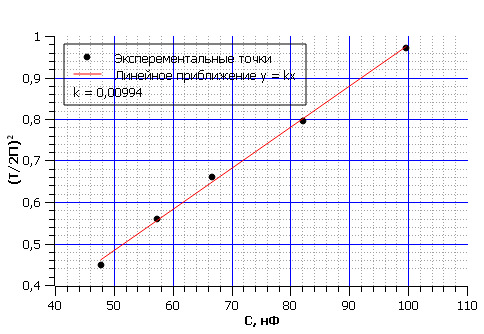 1
0,9
0,8
0,7
0,6
0,5
0,4
(Т/2П)²
Эксперементальные точки
Линейное приближение y = kx
k = 0,00994
40 50 60 70 80 90 100 110
С, нФ